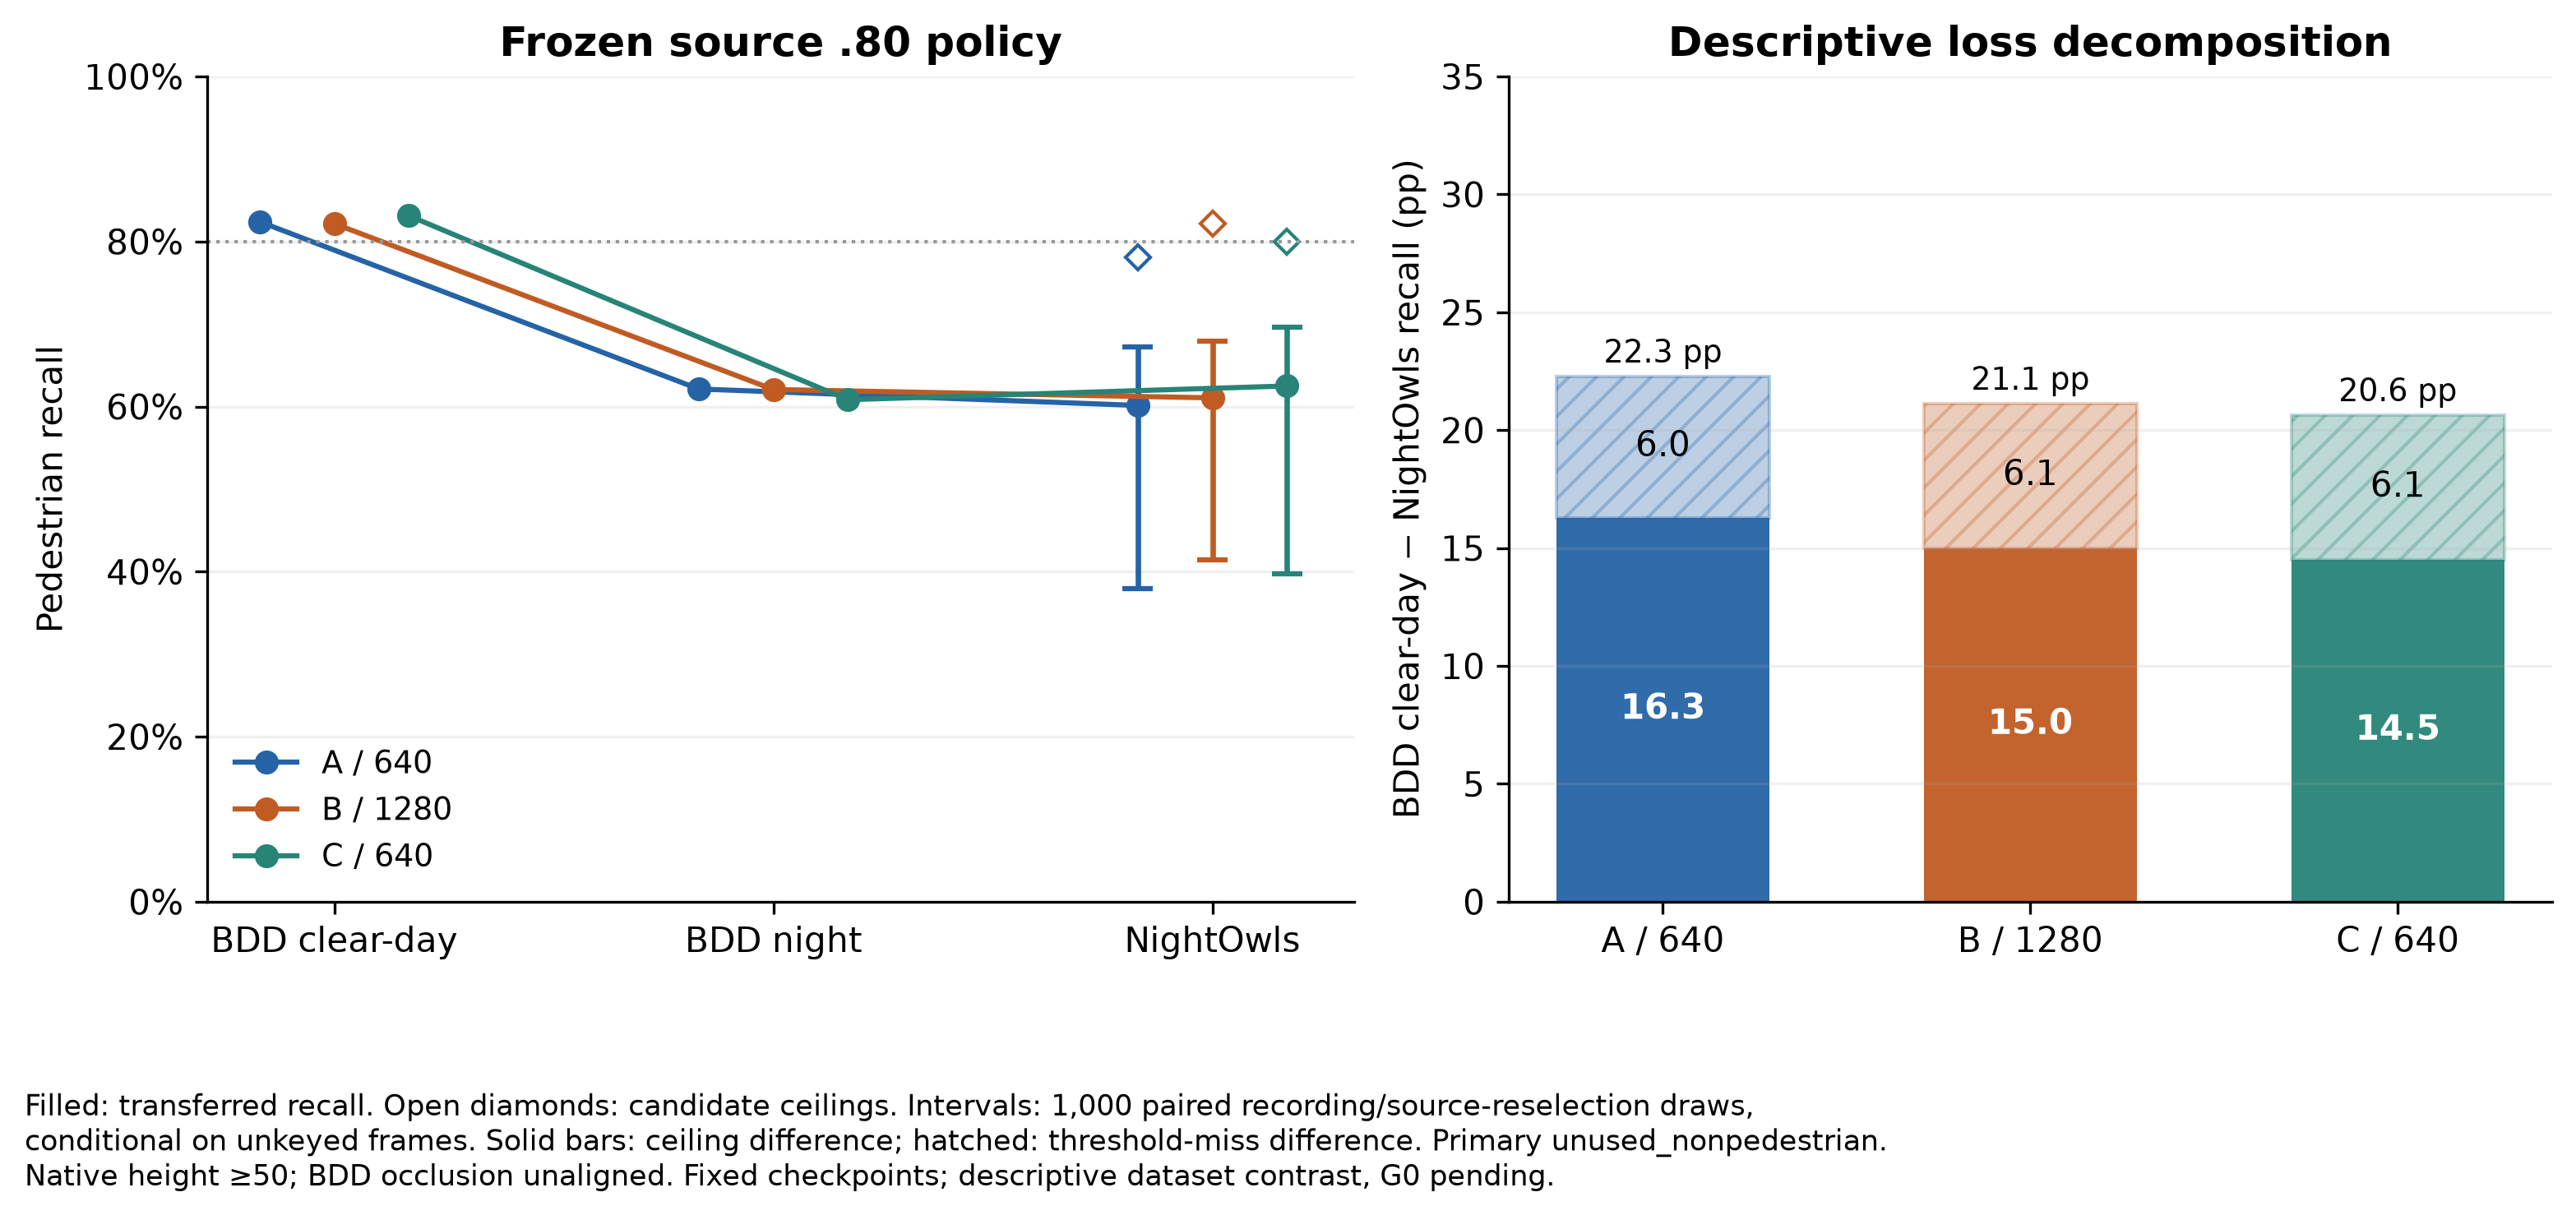 Frozen source .80 policy
100%
80%
60%
40%
20%
0%
Pedestrian recall
A / 640
B / 1280
C / 640
BDD clear-day
BDD night
NightOwls
Descriptive loss decomposition
35
30
25
20
15
10
5
0
BDD clear-day − NightOwls recall (pp)
22.3 pp
6.0
16.3
21.1 pp
6.1
15.0
20.6 pp
6.1
14.5
A / 640
B / 1280
C / 640
Filled: transferred recall. Open diamonds: candidate ceilings. Intervals: 1,000 paired recording/source-reselection draws,
conditional on unkeyed frames. Solid bars: ceiling difference; hatched: threshold-miss difference. Primary unused_nonpedestrian.
Native height ≥50; BDD occlusion unaligned. Fixed checkpoints; descriptive dataset contrast, G0 pending.